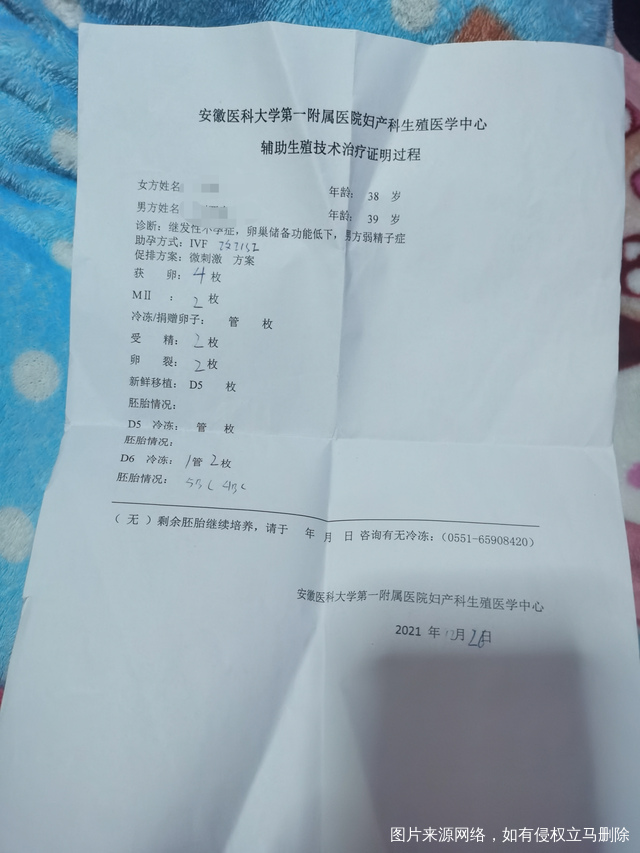 安徽医科大学第一附属医院妇产科生殖医学中心
辅助生殖技术治疗证明过程
女方姓名 年龄: 38 岁
男方姓名 年龄: 39 岁
诊断: 继发性不孕症, 卵巢储备功能低下, 男方弱精子症
助孕方式: IVF
促排方案: 微刺激 方案
获 卵: 4 枚
MII : 2 枚
冷冻/捐赠卵子: 管 枚
受 精: 2 枚
卵 裂: 2 枚
新鲜移植: D5 枚
胚胎情况:
D5 冷冻: 管 枚
胚胎情况:
D6 冷冻: 1管 2枚
胚胎情况: 4BC
( 无 ) 剩余胚胎继续培养, 请于 年 月 日 咨询有无冷冻: (0551-65908420)
安徽医科大学第一附属医院妇产科生殖医学中心
2021 年 12月 日
图片来源网络，如有侵权立马删除